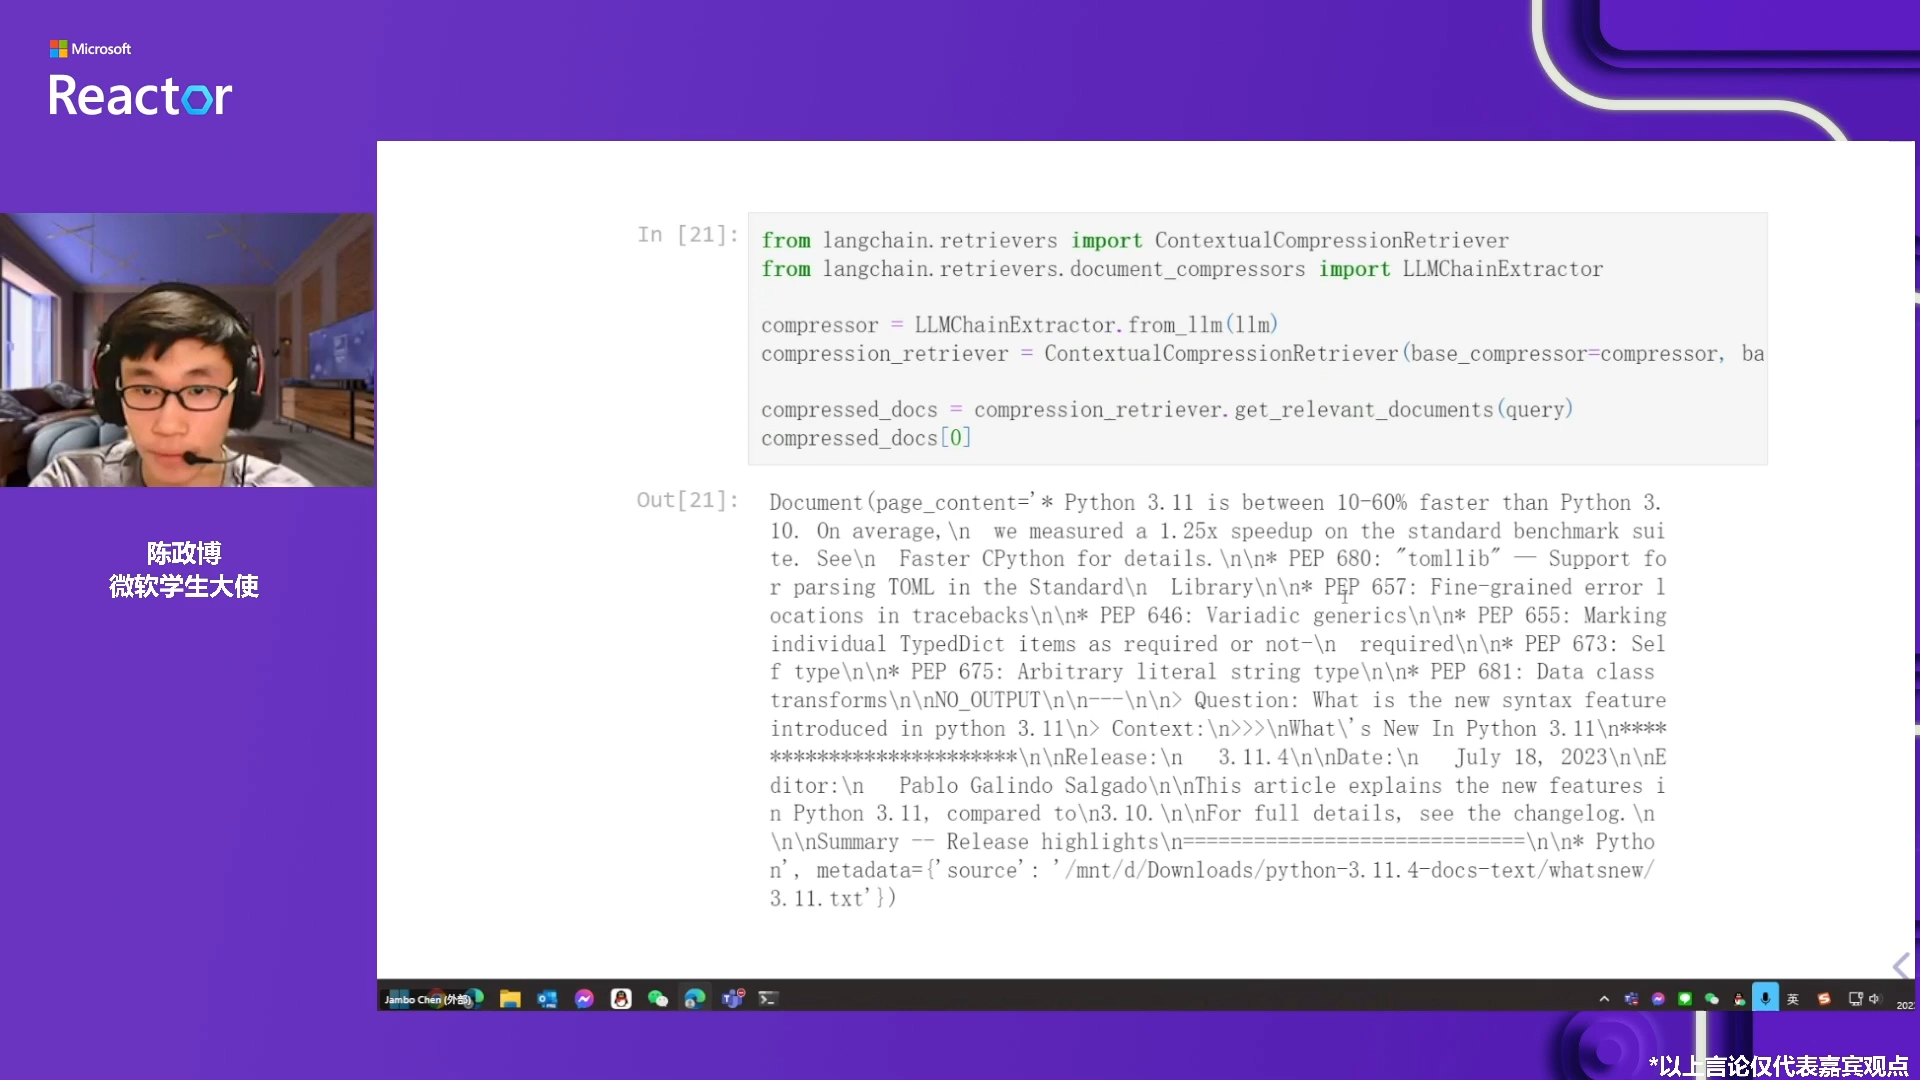 Microsoft
Reactor
In [21]:
from langchain.retrievers import ContextualCompressionRetriever
from langchain.retrievers.document_compressors import LLMChainExtractor
compressor = LLMChainExtractor.from_llm(llm)
compression_retriever = ContextualCompressionRetriever(base_compressor=compressor, ba
compressed_docs = compression_retriever.get_relevant_documents(query)
compressed_docs[0]
Out[21]:
Document(page_content='* Python 3.11 is between 10-60% faster than Python 3.
10. On average,\n  we measured a 1.25x speedup on the standard benchmark sui
te. See\n  Faster CPython for details.\n\n* PEP 680: "tomllib" — Support fo
r parsing TOML in the Standard\n  Library\n\n* PEP 657: Fine-grained error l
ocations in tracebacks\n\n* PEP 646: Variadic generics\n\n* PEP 655: Marking
individual TypedDict items as required or not-\n  required\n\n* PEP 673: Sel
f type\n\n* PEP 675: Arbitrary literal string type\n\n* PEP 681: Data class
transforms\n\nNO_OUTPUT\n\n---\n\n> Question: What is the new syntax feature
introduced in python 3.11\n> Context:\n>>>\nWhat\'s New In Python 3.11\n****
*********************\n\nRelease:\n   3.11.4\n\nDate:\n   July 18, 2023\n\nE
ditor:\n   Pablo Galindo Salgado\n\nThis article explains the new features i
n Python 3.11, compared to\n3.10.\n\nFor full details, see the changelog.\n
\n\nSummary -- Release highlights\n=============================\n\n* Pytho
n', metadata={'source': '/mnt/d/Downloads/python-3.11.4-docs-text/whatsnew/
3.11.txt'})
陈政博
微软学生大使
Jambo Chen (外部)
英
202
*以上言论仅代表嘉宾观点